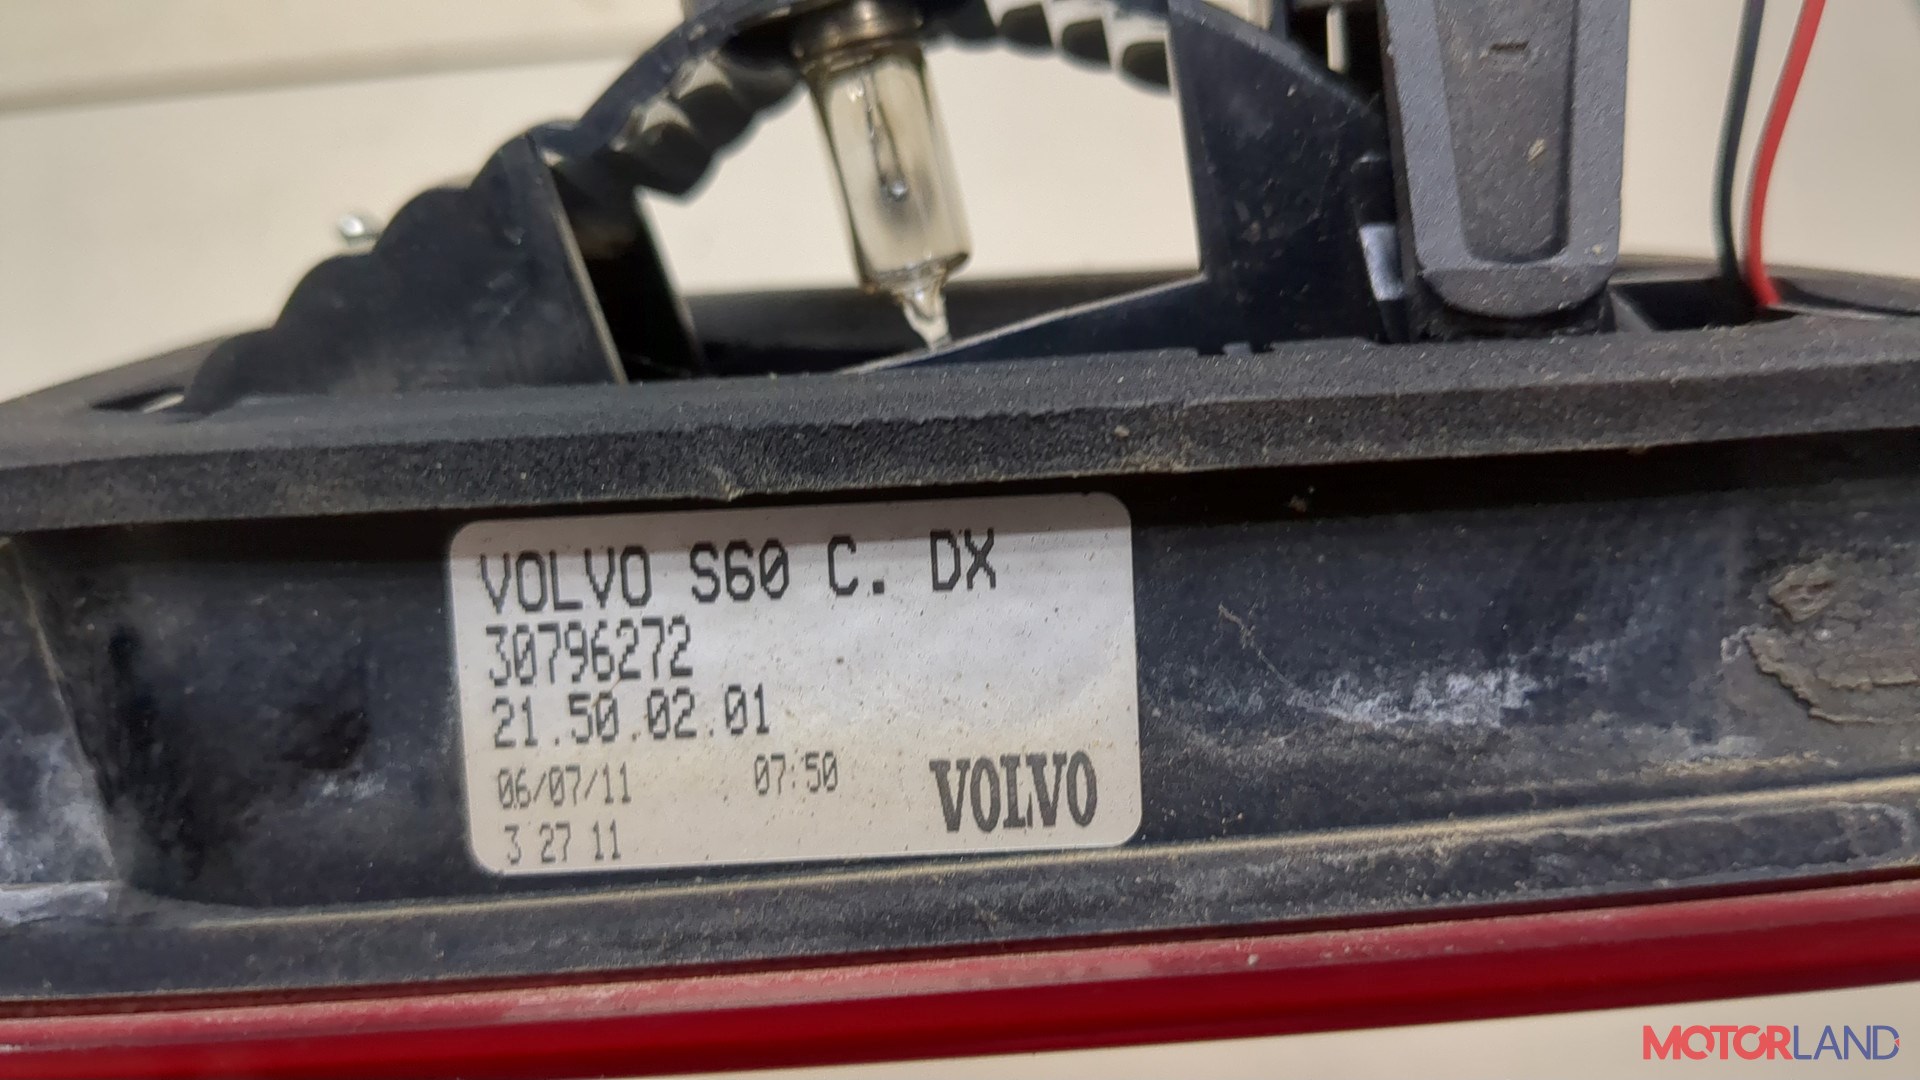 VOLVO S60 C. DX
30796272
21.50.02.01
06/07/11 07:50
3 27 11
VOLVO
MOTORLAND